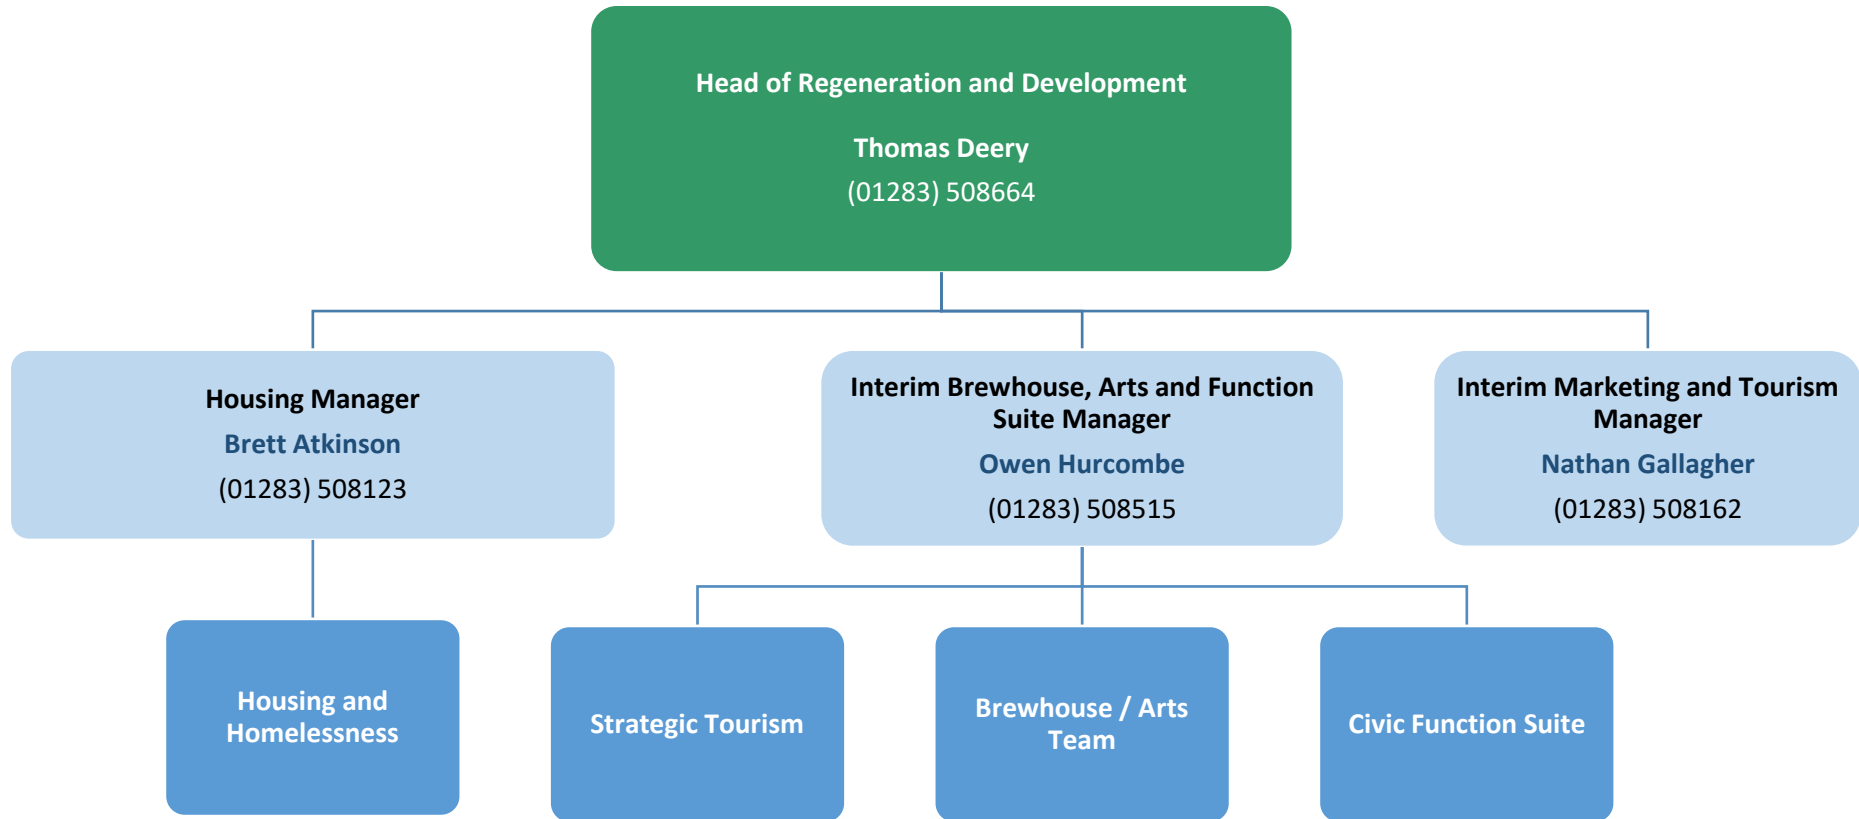 Head of Regeneration and Development
Thomas Deery
(01283) 508664
Housing Manager
Brett Atkinson
(01283) 508123
Interim Brewhouse, Arts and Function
Suite Manager
Owen Hurcombe
(01283) 508515
Interim Marketing and Tourism
Manager
Nathan Gallagher
(01283) 508162
Housing and
Homelessness
Strategic Tourism
Brewhouse / Arts
Team
Civic Function Suite